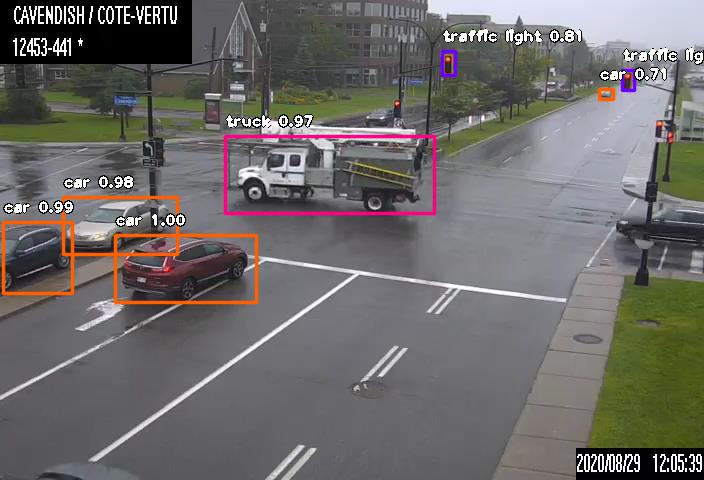 CAVENDISH / COTE-VERTU
12453-441 *
traffic light 0.81
traffic lig
car 0.71
truck 0.97
car 0.98
car 0.99
car 1.00
2020/08/29 12:05:39